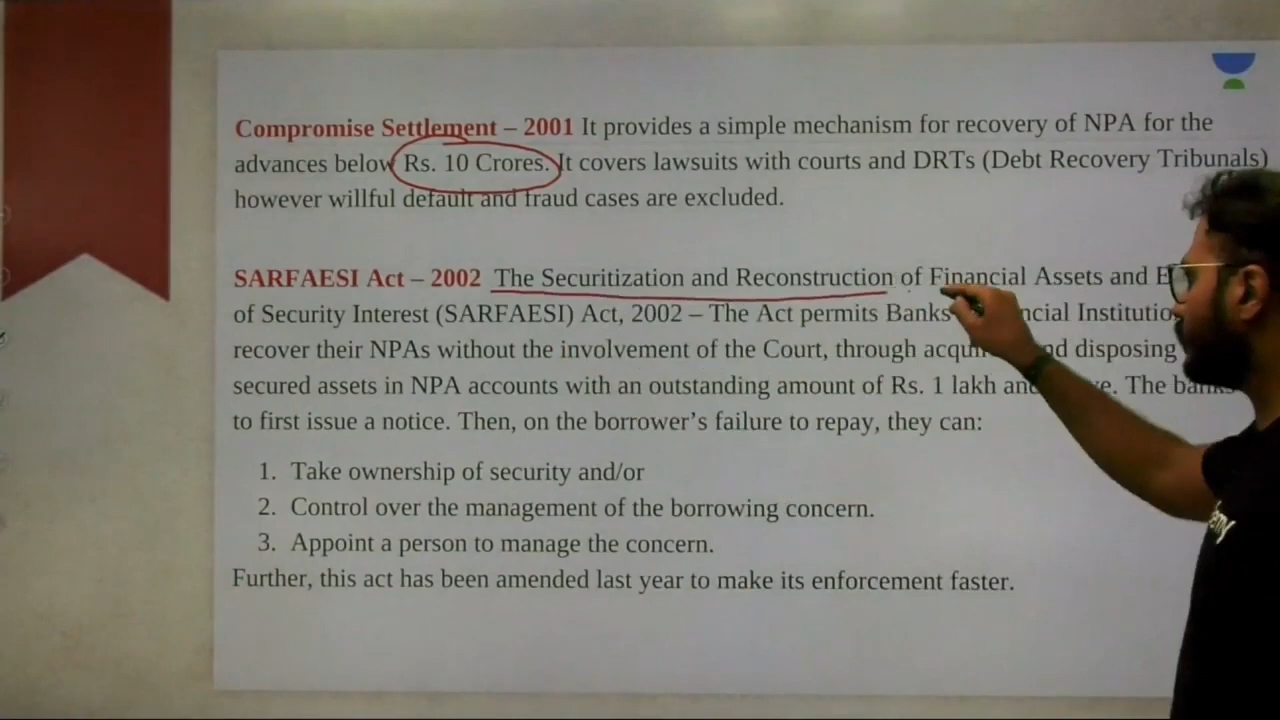 Compromise Settlement – 2001 It provides a simple mechanism for recovery of NPA for the
advances below Rs. 10 Crores. It covers lawsuits with courts and DRTs (Debt Recovery Tribunals)
however willful default and fraud cases are excluded.
SARFAESI Act – 2002 The Securitization and Reconstruction of Financial Assets and
of Security Interest (SARFAESI) Act, 2002 – The Act permits Banks
recover their NPAs without the involvement of the Court, through disposing
secured assets in NPA accounts with an outstanding amount of Rs. 1 lakh The
to first issue a notice. Then, on the borrower's failure to repay, they can:
1. Take ownership of security and/or
2. Control over the management of the borrowing concern.
3. Appoint a person to manage the concern.
Further, this act has been amended last year to make its enforcement faster.